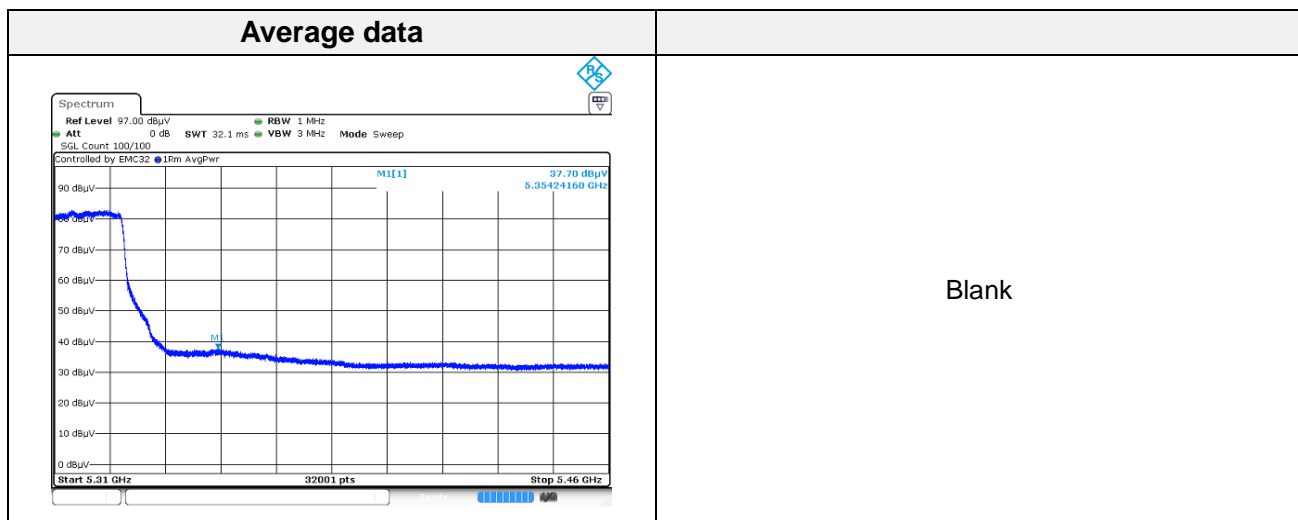 Average data
R&S
Spectrum
Ref Level 97.00 dBµV RBW 1 MHz
Att 0 dB SWT 32.1 ms VBW 3 MHz Mode Sweep
SGL Count 100/100
Controlled by EMC32 1Rm AvgPwr
M1[1] 37.70 dBµV
5.35424160 GHz
90 dBµV
80 dBµV
70 dBµV
60 dBµV
50 dBµV
40 dBµV
M1
30 dBµV
20 dBµV
10 dBµV
0 dBµV
Start 5.31 GHz 32001 pts Stop 5.46 GHz
Blank